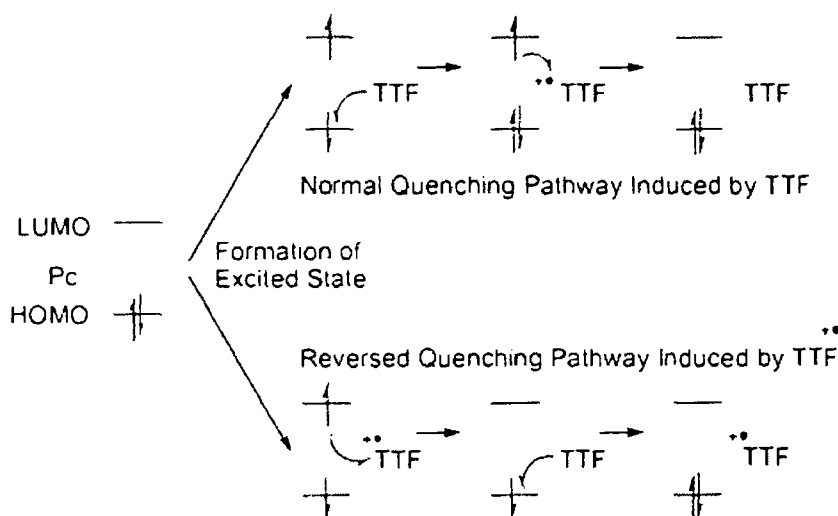 TTF
+• TTF
TTF
Normal Quenching Pathway Induced by TTF
LUMO
Pc
HOMO
Formation of
Excited State
Reversed Quenching Pathway Induced by TTF+•
+• TTF
TTF
+• TTF